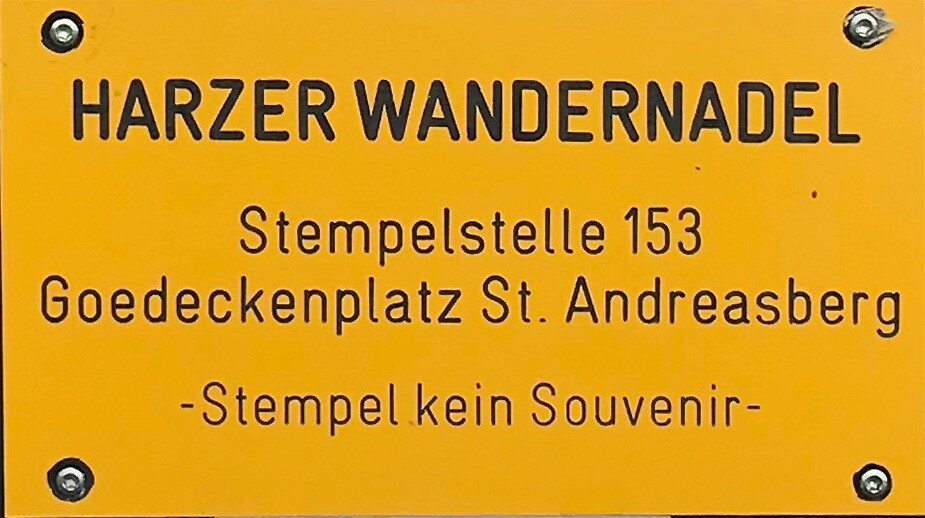 HARZER WANDERNADEL
Stempelstelle 153
Goedeckenplatz St. Andreasberg
-Stempel kein Souvenir-